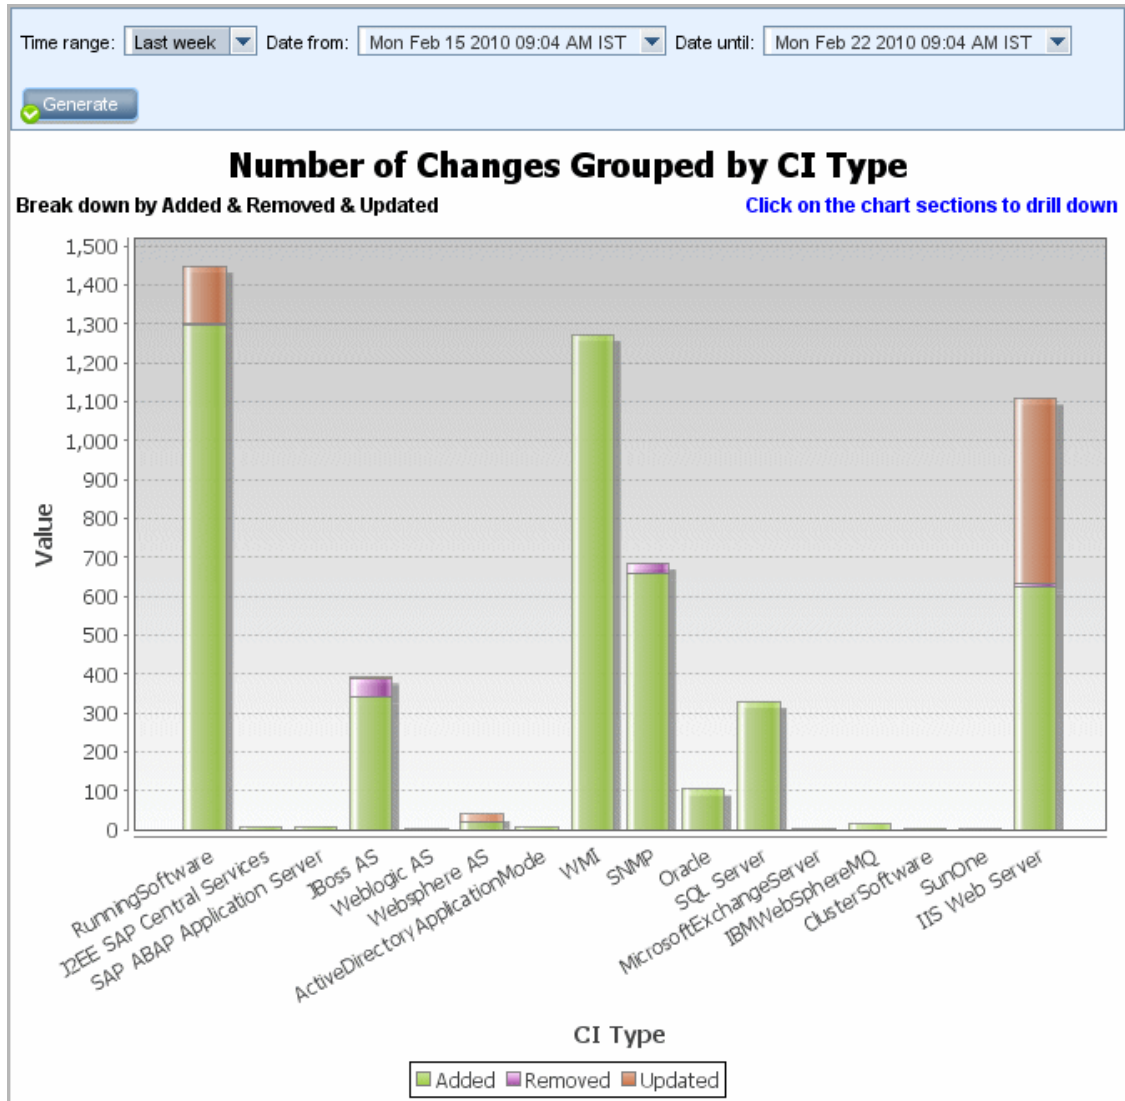 Time range: Last week Date from: Mon Feb 15 2010 09:04 AM IST Date until: Mon Feb 22 2010 09:04 AM IST
Generate
Number of Changes Grouped by CI Type
Break down by Added & Removed & Updated Click on the chart sections to drill down
1,500
1,400
1,300
1,200
1,100
1,000
900
800
700
600
500
400
300
200
100
0
Value
RunningSoftware
J2EE SAP Central Services
SAP ABAP Application Server
JBoss AS
Weblogic AS
Websphere AS
ActiveDirectoryApplicationMode
WMI
SNMP
Oracle
SQL Server
MicrosoftExchangeServer
IBMWebSphereMQ
ClusterSoftware
SunOne
IIS Web Server
CI Type
Added Removed Updated